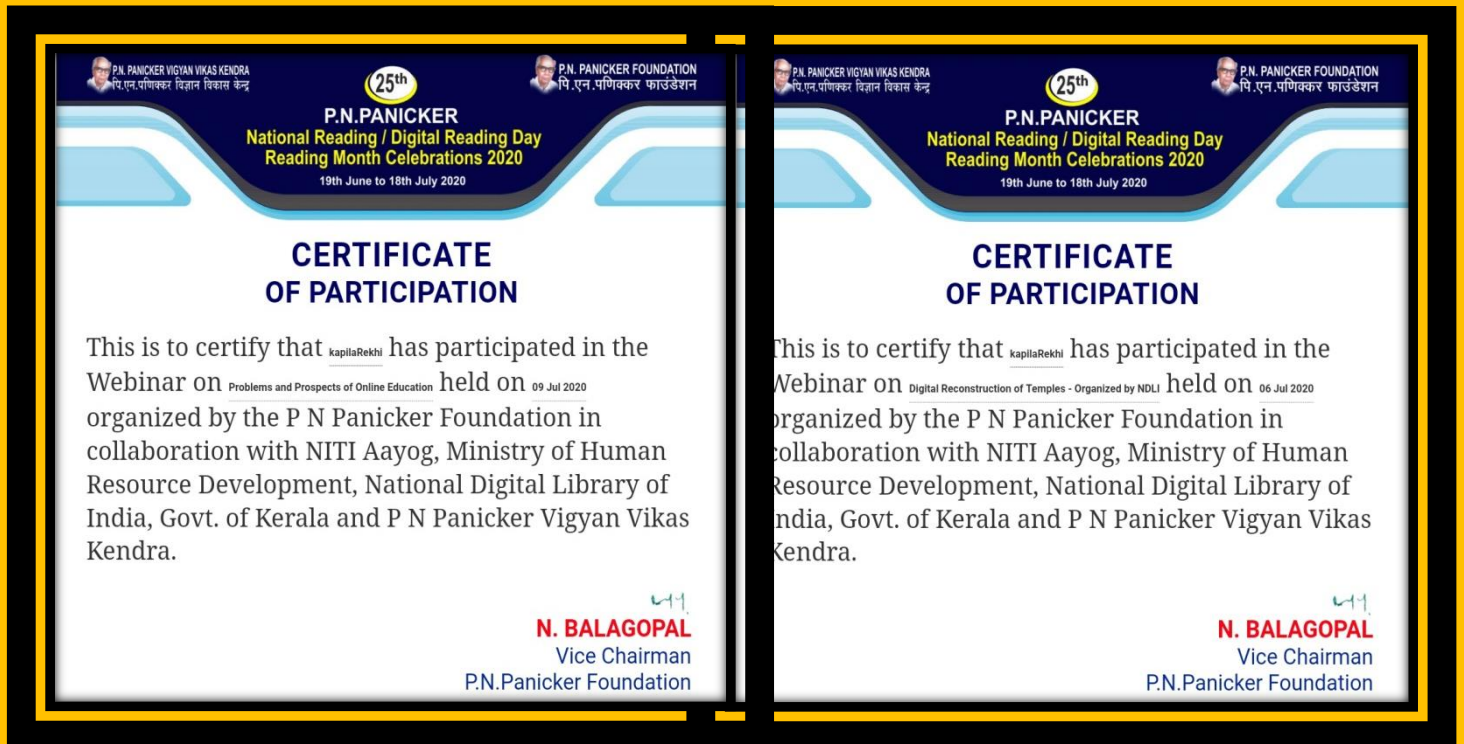 P.N. PANICKER VIGYAN VIKAS KENDRA
पि.एन.पणिक्कर विज्ञान विकास केन्द्र
25th
P.N. PANICKER FOUNDATION
पि.एन.पणिक्कर फाउंडेशन
P.N.PANICKER
National Reading / Digital Reading Day
Reading Month Celebrations 2020
19th June to 18th July 2020
CERTIFICATE
OF PARTICIPATION
This is to certify that kapilaRekhi has participated in the
Webinar on Problems and Prospects of Online Education held on 09 Jul 2020
organized by the P N Panicker Foundation in
collaboration with NITI Aayog, Ministry of Human
Resource Development, National Digital Library of
India, Govt. of Kerala and P N Panicker Vigyan Vikas
Kendra.
N. BALAGOPAL
Vice Chairman
P.N.Panicker Foundation
P.N. PANICKER VIGYAN VIKAS KENDRA
पि.एन.पणिक्कर विज्ञान विकास केन्द्र
25th
P.N. PANICKER FOUNDATION
पि.एन.पणिक्कर फाउंडेशन
P.N.PANICKER
National Reading / Digital Reading Day
Reading Month Celebrations 2020
19th June to 18th July 2020
CERTIFICATE
OF PARTICIPATION
This is to certify that kapilaRekhi has participated in the
Webinar on Digital Reconstruction of Temples - Organized by NDLI held on 06 Jul 2020
organized by the P N Panicker Foundation in
collaboration with NITI Aayog, Ministry of Human
Resource Development, National Digital Library of
India, Govt. of Kerala and P N Panicker Vigyan Vikas
Kendra.
N. BALAGOPAL
Vice Chairman
P.N.Panicker Foundation